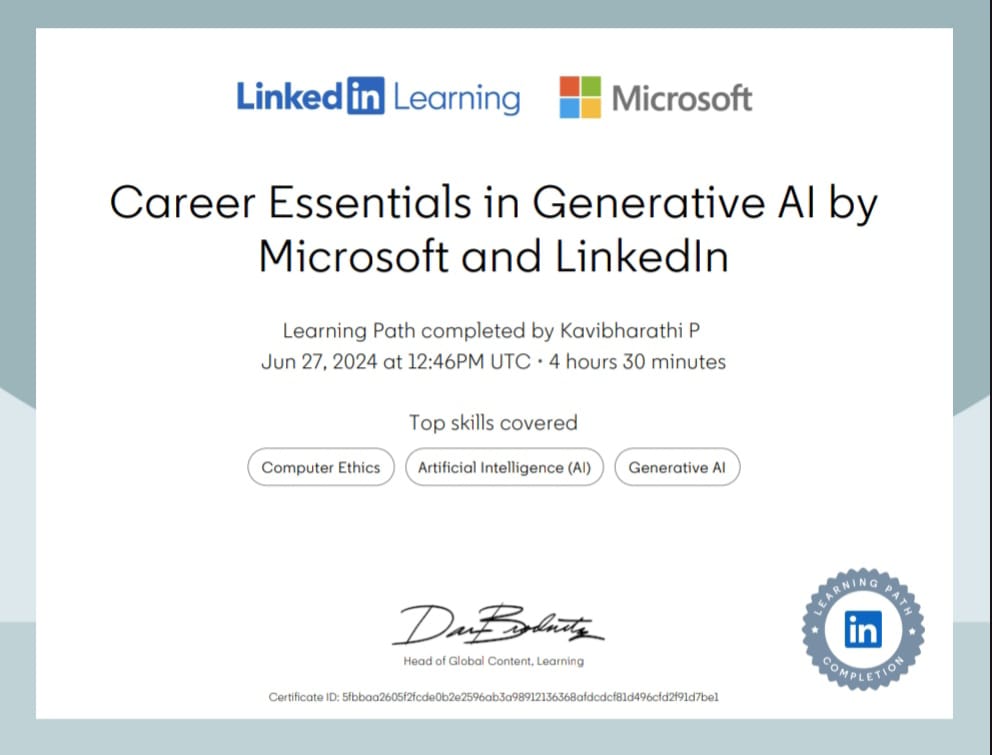 LinkedIn Learning Microsoft
Career Essentials in Generative AI by
Microsoft and LinkedIn
Learning Path completed by Kavibharathi P
Jun 27, 2024 at 12:46PM UTC • 4 hours 30 minutes
Top skills covered
Computer Ethics Artificial Intelligence (AI) Generative AI
Head of Global Content, Learning
LEARNING PATH
in
COMPLETION
Certificate ID: 5fbbaa2605f2fcde0b2e2596ab3a98912136368afdcdcf81d496cfd2f91d7be1